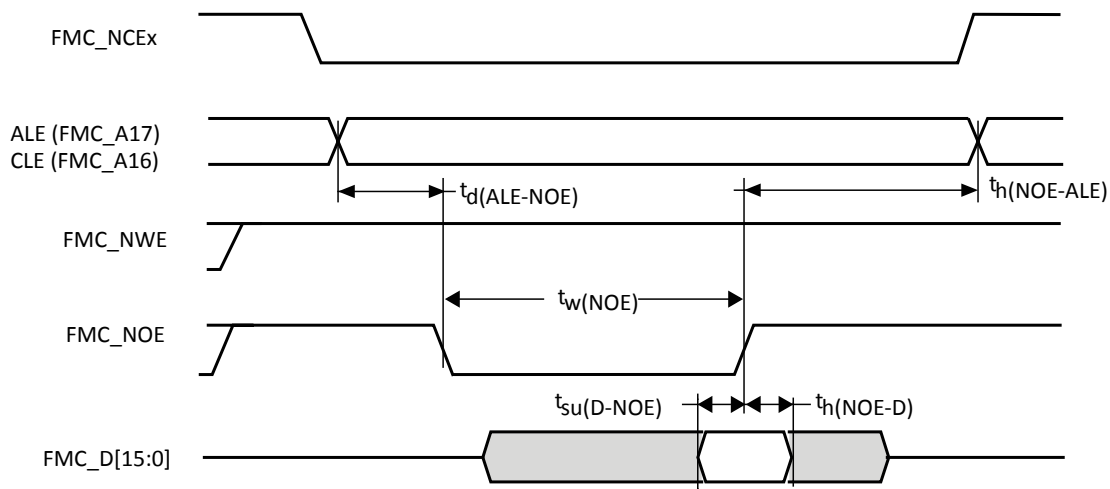 FMC_NCEx
ALE (FMC_A17)
CLE (FMC_A16)
td(ALE-NOE)
th(NOE-ALE)
FMC_NWE
tw(NOE)
FMC_NOE
tsu(D-NOE)
th(NOE-D)
FMC_D[15:0]